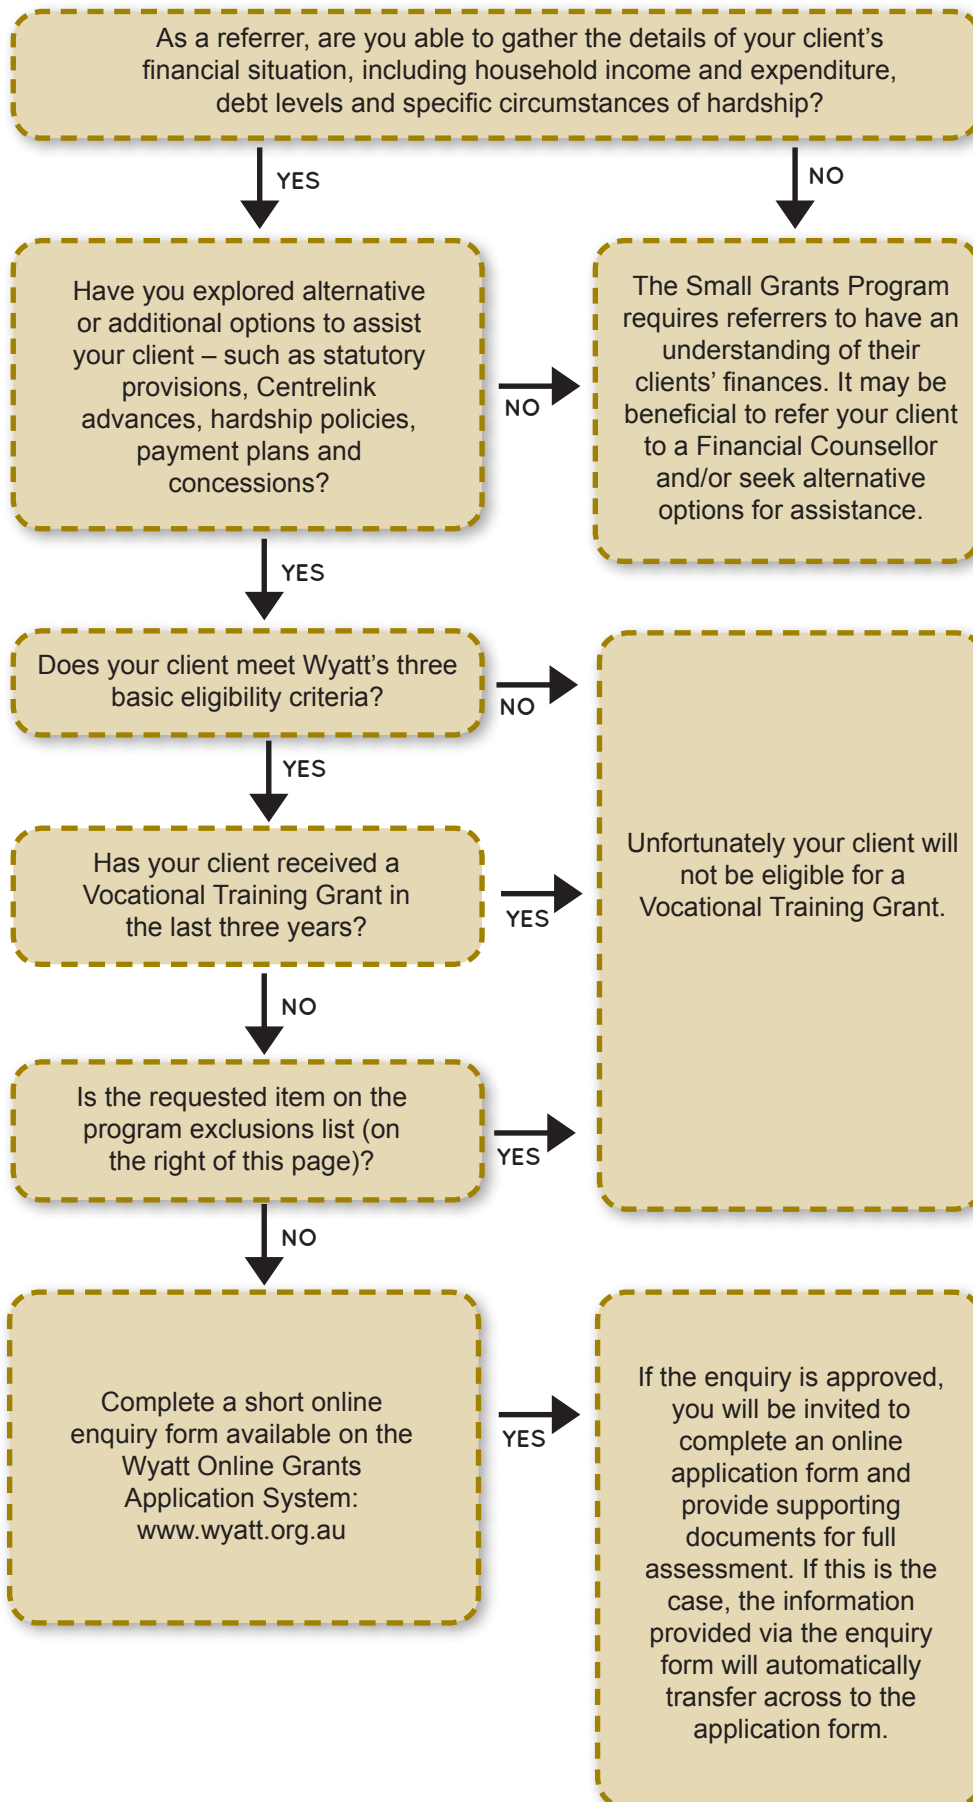 As a referrer, are you able to gather the details of your client’s
financial situation, including household income and expenditure,
debt levels and specific circumstances of hardship?
YES
NO
Have you explored alternative
or additional options to assist
your client – such as statutory
provisions, Centrelink
advances, hardship policies,
payment plans and
concessions?
NO
The Small Grants Program
requires referrers to have an
understanding of their
clients’ finances. It may be
beneficial to refer your client
to a Financial Counsellor
and/or seek alternative
options for assistance.
YES
Does your client meet Wyatt’s three
basic eligibility criteria?
NO
YES
Has your client received a
Vocational Training Grant in
the last three years?
YES
Unfortunately your client will
not be eligible for a
Vocational Training Grant.
NO
Is the requested item on the
program exclusions list (on
the right of this page)?
YES
NO
Complete a short online
enquiry form available on the
Wyatt Online Grants
Application System:
www.wyatt.org.au
YES
If the enquiry is approved,
you will be invited to
complete an online
application form and
provide supporting
documents for full
assessment. If this is the
case, the information
provided via the enquiry
form will automatically
transfer across to the
application form.